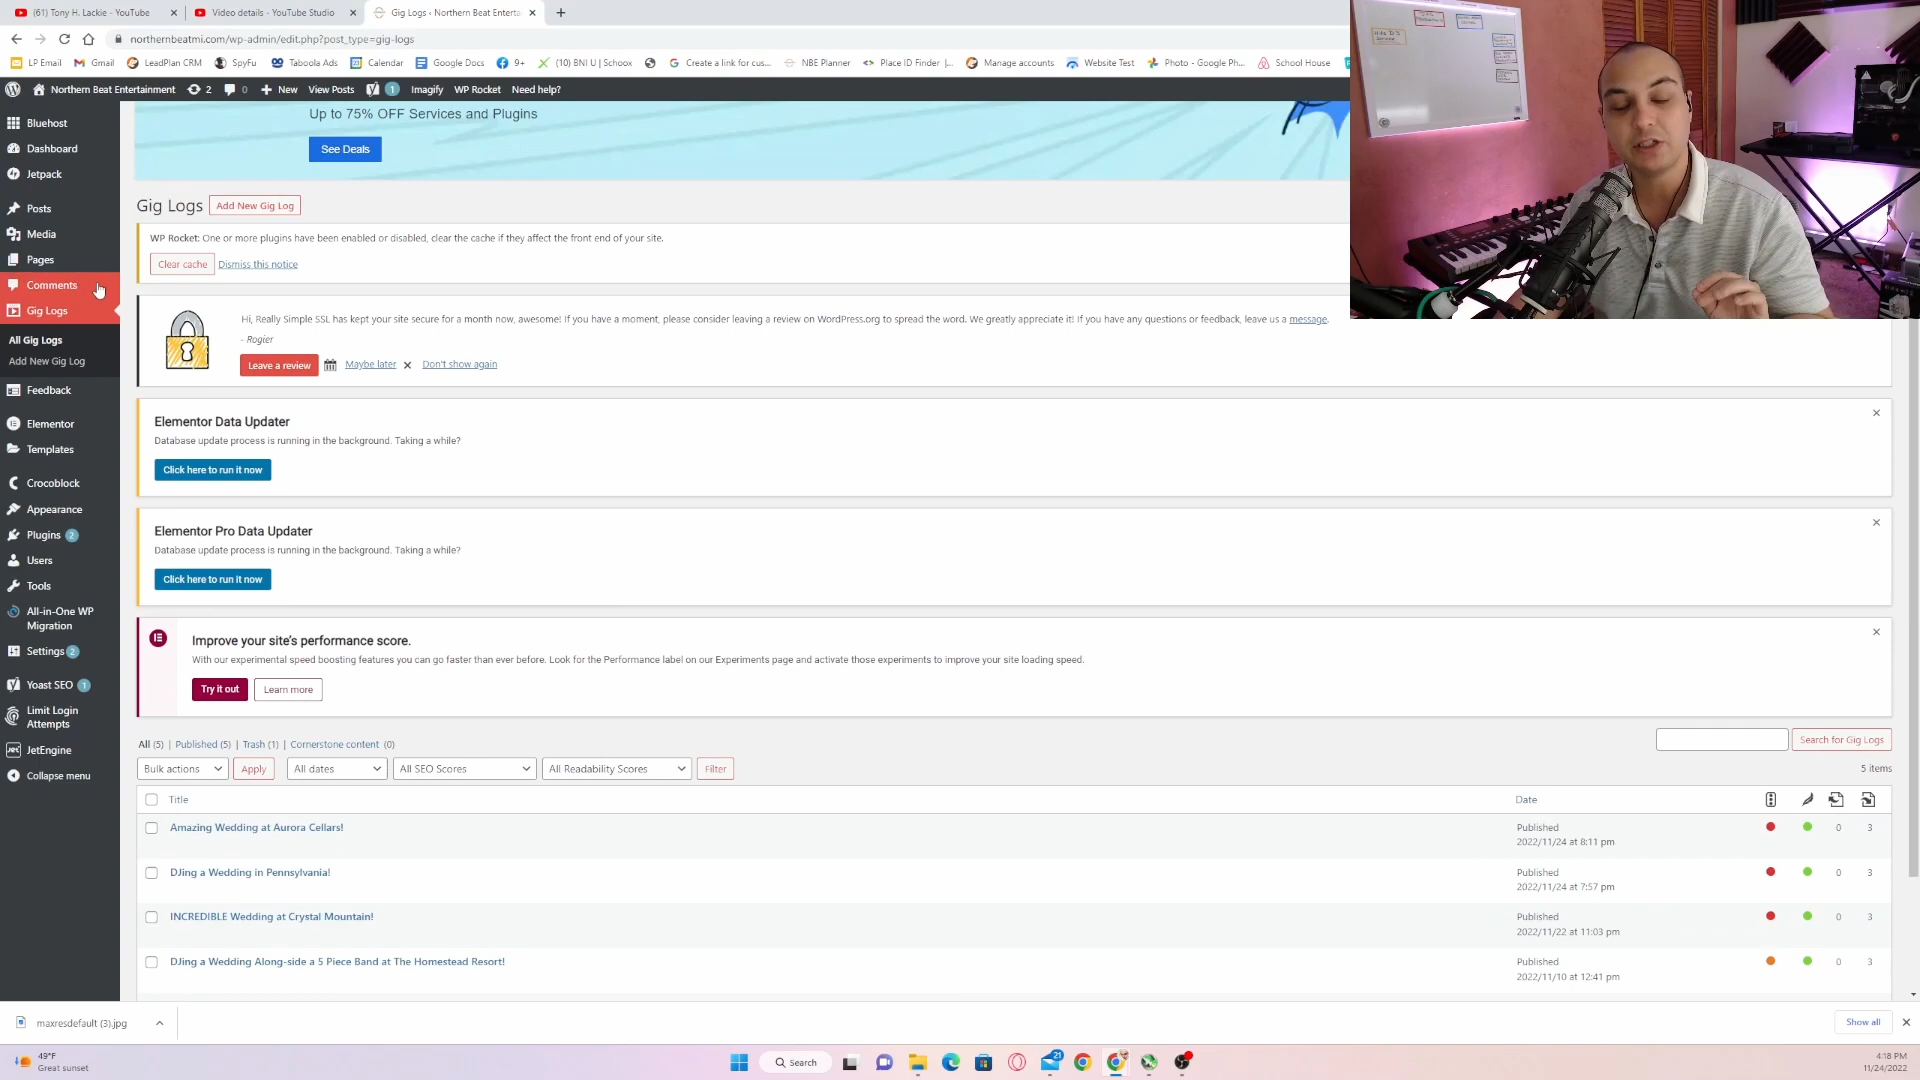 (61) Tony H. Lackie - YouTube
Video details - YouTube Studio
Gig Logs ‹ Northern Beat Enterta
northernbeatmi.com/wp-admin/edit.php?post_type=gig-logs
LP Email
Gmail
LeadPlan CRM
SpyFu
Taboola Ads
Calendar
Google Docs
9+
(10) BNI U | Schoox
Create a link for cus...
NBE Planner
Place ID Finder |...
Manage accounts
Website Test
Photo - Google Ph...
School House
Northern Beat Entertainment
2
0
New
View Posts
1
Imagify
WP Rocket
Need help?
Bluehost
Dashboard
Jetpack
Posts
Media
Pages
Comments
Gig Logs
All Gig Logs
Add New Gig Log
Feedback
Elementor
Templates
Crocoblock
Appearance
Plugins 2
Users
Tools
All-in-One WP
Migration
Settings 2
Yoast SEO 1
Limit Login
Attempts
JetEngine
Collapse menu
Up to 75% OFF Services and Plugins
See Deals
Gig Logs
Add New Gig Log
WP Rocket: One or more plugins have been enabled or disabled, clear the cache if they affect the front end of your site.
Clear cache
Dismiss this notice
Hi, Really Simple SSL has kept your site secure for a month now, awesome! If you have a moment, please consider leaving a review on WordPress.org to spread the word. We greatly appreciate it! If you have any questions or feedback, leave us a message.
- Rogier
Leave a review
Maybe later
Don't show again
Elementor Data Updater
Database update process is running in the background. Taking a while?
Click here to run it now
Elementor Pro Data Updater
Database update process is running in the background. Taking a while?
Click here to run it now
Improve your site's performance score.
With our experimental speed boosting features you can go faster than ever before. Look for the Performance label on our Experiments page and activate those experiments to improve your site loading speed.
Try it out
Learn more
All (5) | Published (5) | Trash (1) | Cornerstone content (0)
Search for Gig Logs
Bulk actions
Apply
All dates
All SEO Scores
All Readability Scores
Filter
5 items
Title
Date
Amazing Wedding at Aurora Cellars!
Published
2022/11/24 at 8:11 pm
0
3
DJing a Wedding in Pennsylvania!
Published
2022/11/24 at 7:57 pm
0
3
INCREDIBLE Wedding at Crystal Mountain!
Published
2022/11/22 at 11:03 pm
0
3
DJing a Wedding Along-side a 5 Piece Band at The Homestead Resort!
Published
2022/11/10 at 12:41 pm
0
3
maxresdefault (3).jpg
Show all
49°F
Great sunset
Search
21
4:18 PM
11/24/2022